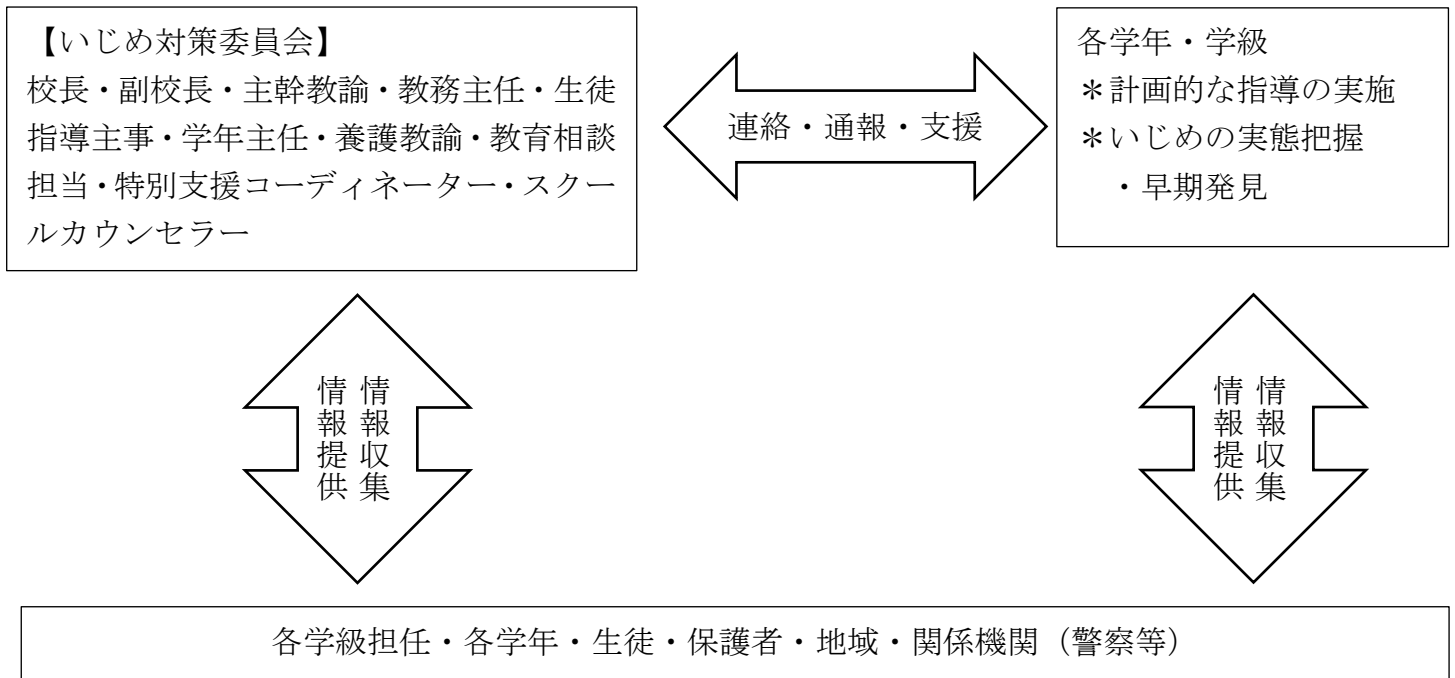 【いじめ対策委員会】
校長・副校長・主幹教諭・教務主任・生徒
指導主事・学年主任・養護教諭・教育相談
担当・特別支援コーディネーター・スクー
ルカウンセラー
連絡・通報・支援
各学年・学級
＊計画的な指導の実施
＊いじめの実態把握
・早期発見
情報収集
情報提供
情報収集
情報提供
各学級担任・各学年・生徒・保護者・地域・関係機関（警察等）